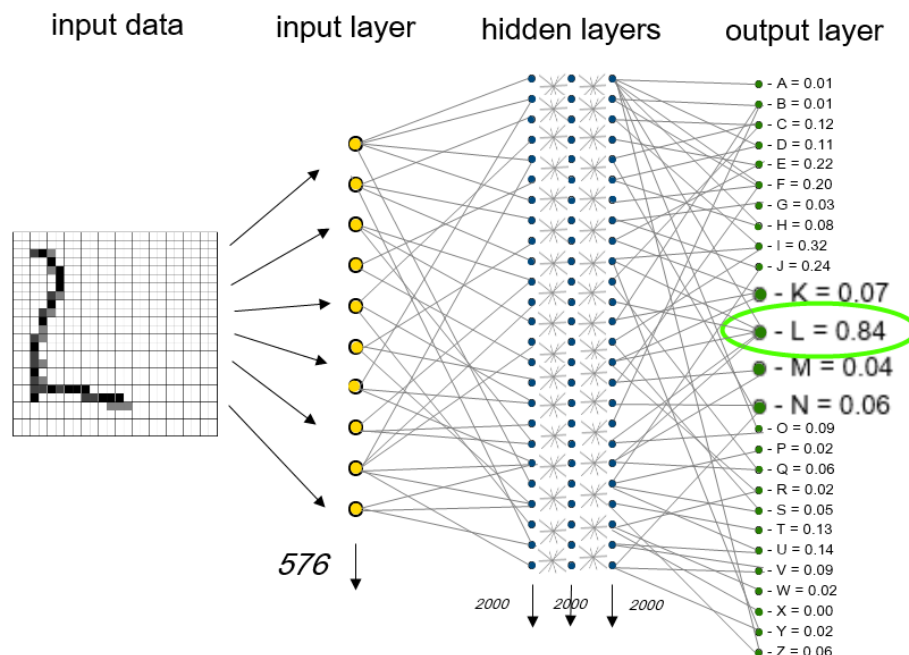 input data
input layer
hidden layers
output layer
- A = 0.01
- B = 0.01
- C = 0.12
- D = 0.11
- E = 0.22
- F = 0.20
- G = 0.03
- H = 0.08
- I = 0.32
- J = 0.24
- K = 0.07
- L = 0.84
- M = 0.04
- N = 0.06
- O = 0.09
- P = 0.02
- Q = 0.06
- R = 0.02
- S = 0.05
- T = 0.13
- U = 0.14
- V = 0.09
- W = 0.02
- X = 0.00
- Y = 0.02
- Z = 0.06
576
2000
2000
2000